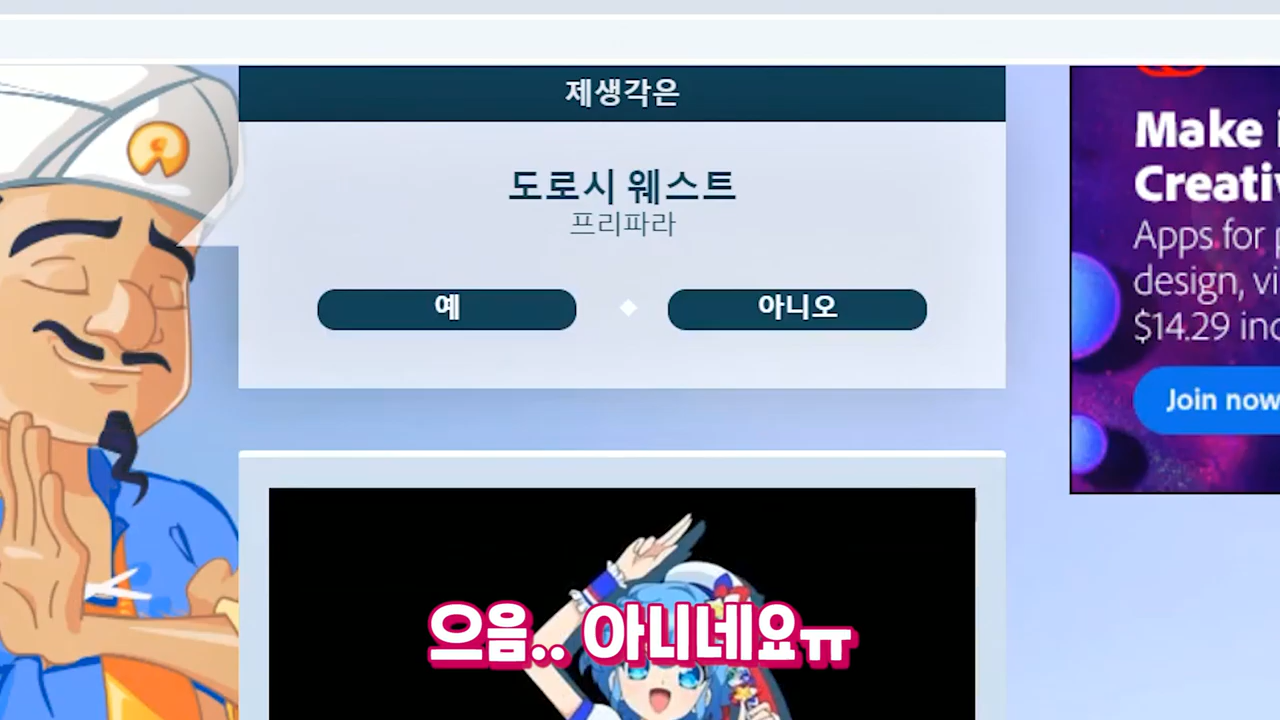 제생각은
도로시 웨스트
프리파라
예
아니오
으음.. 아니네요ㅠ
Make
Creati
Apps for
design, vi
$14.29 inc
Join now